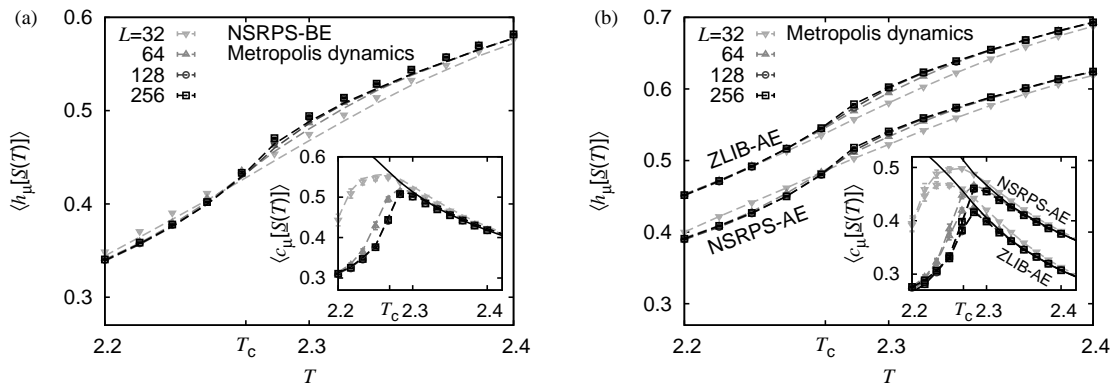 (a)
L=32
64
128
256
NSRPS-BE
Metropolis dynamics
0.6
0.5
0.4
0.3
⟨hμ[S(T)]⟩
2.2
Tc
2.3
2.4
T
0.6
0.5
0.4
0.3
⟨cμ[S(T)]⟩
2.2
Tc
2.3
2.4
(b)
L=32
64
128
256
Metropolis dynamics
0.7
0.6
0.5
0.4
0.3
⟨hμ[S(T)]⟩
ZLIB-AE
NSRPS-AE
2.2
Tc
2.3
2.4
T
0.5
0.4
0.3
⟨cμ[S(T)]⟩
NSRPS-AE
ZLIB-AE
2.2
Tc
2.3
2.4